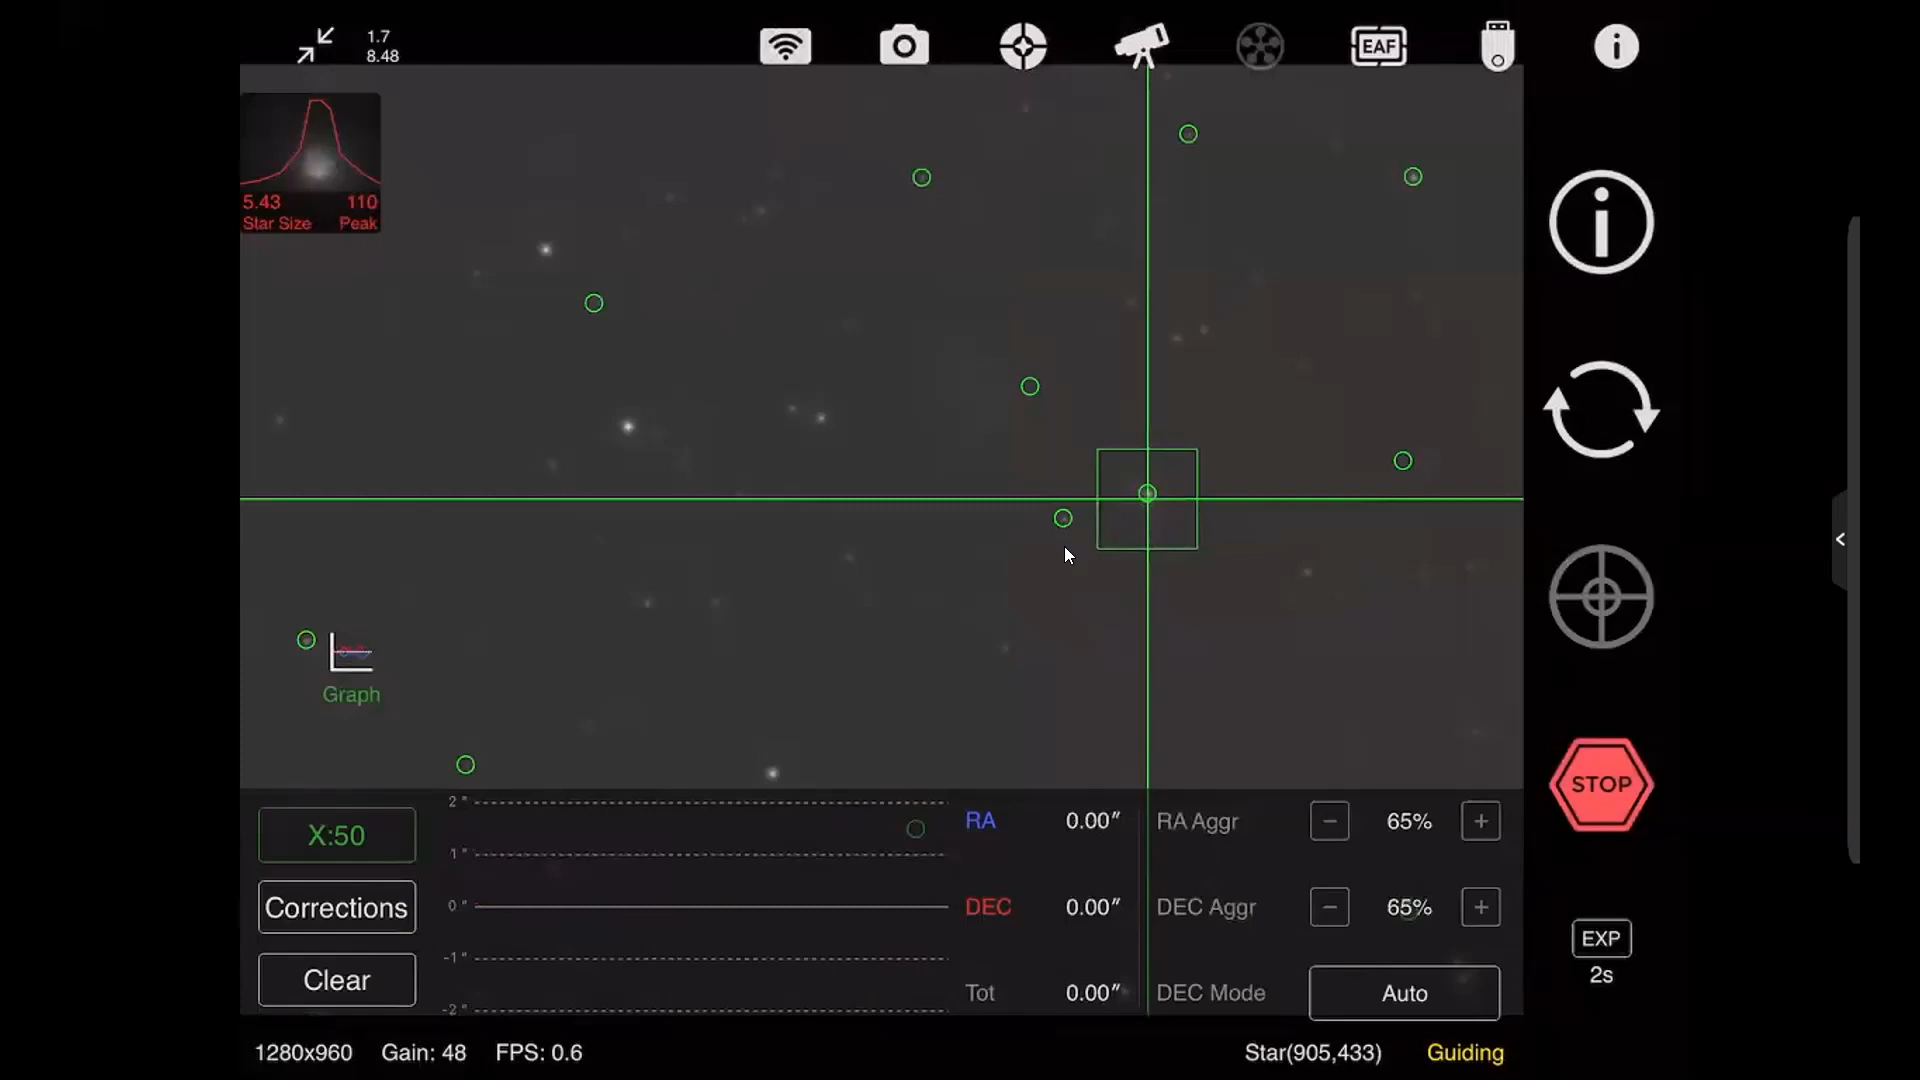 1.7
8.48
EAF
5.43 110
Star Size Peak
Graph
STOP
X:50
Corrections
Clear
2 "
1 "
0 "
-1 "
-2 "
RA 0.00" RA Aggr − 65% +
DEC 0.00" DEC Aggr − 65% +
Tot 0.00" DEC Mode Auto
EXP
2s
1280x960 Gain: 48 FPS: 0.6 Star(905,433) Guiding